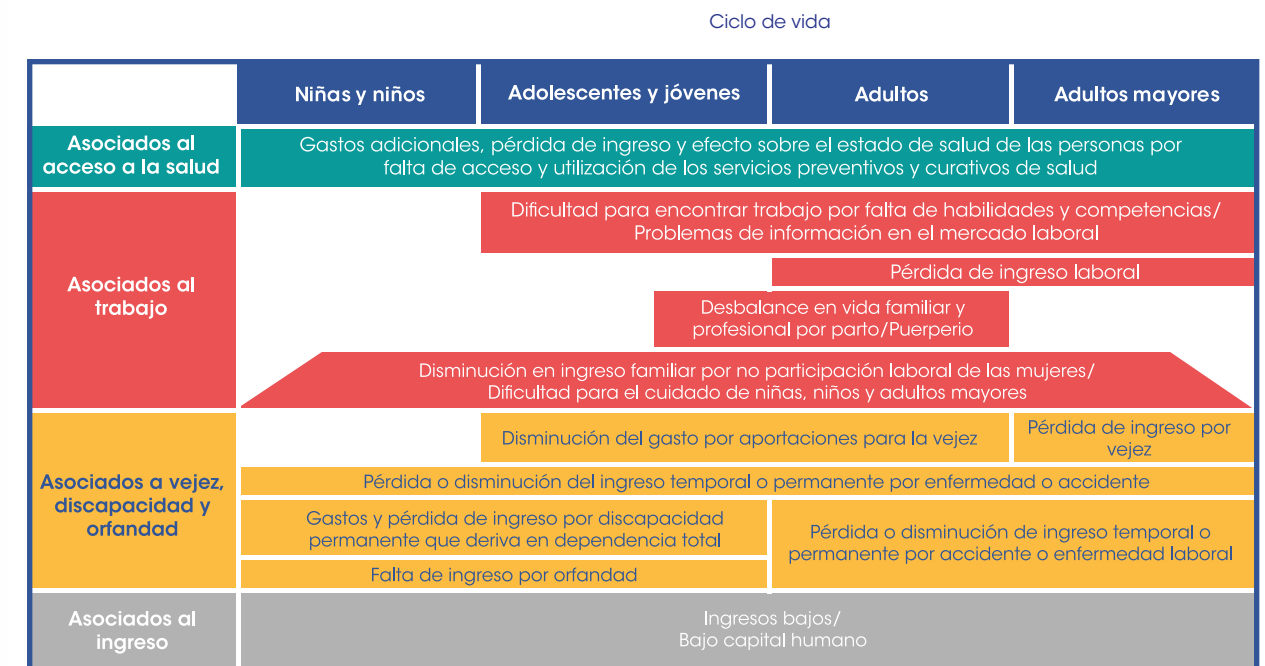 Ciclo de vida
Niñas y niños
Adolescentes y jóvenes
Adultos
Adultos mayores
Asociados al
acceso a la salud
Gastos adicionales, pérdida de ingreso y efecto sobre el estado de salud de las personas por
falta de acceso y utilización de los servicios preventivos y curativos de salud
Asociados al
trabajo
Dificultad para encontrar trabajo por falta de habilidades y competencias/
Problemas de información en el mercado laboral
Pérdida de ingreso laboral
Desbalance en vida familiar y
profesional por parto/Puerperio
Disminución en ingreso familiar por no participación laboral de las mujeres/
Dificultad para el cuidado de niñas, niños y adultos mayores
Asociados a vejez,
discapacidad y
orfandad
Disminución del gasto por aportaciones para la vejez
Pérdida de ingreso por
vejez
Pérdida o disminución del ingreso temporal o permanente por enfermedad o accidente
Gastos y pérdida de ingreso por discapacidad
permanente que deriva en dependencia total
Pérdida o disminución de ingreso temporal o
permanente por accidente o enfermedad laboral
Falta de ingreso por orfandad
Asociados al
ingreso
Ingresos bajos/
Bajo capital humano